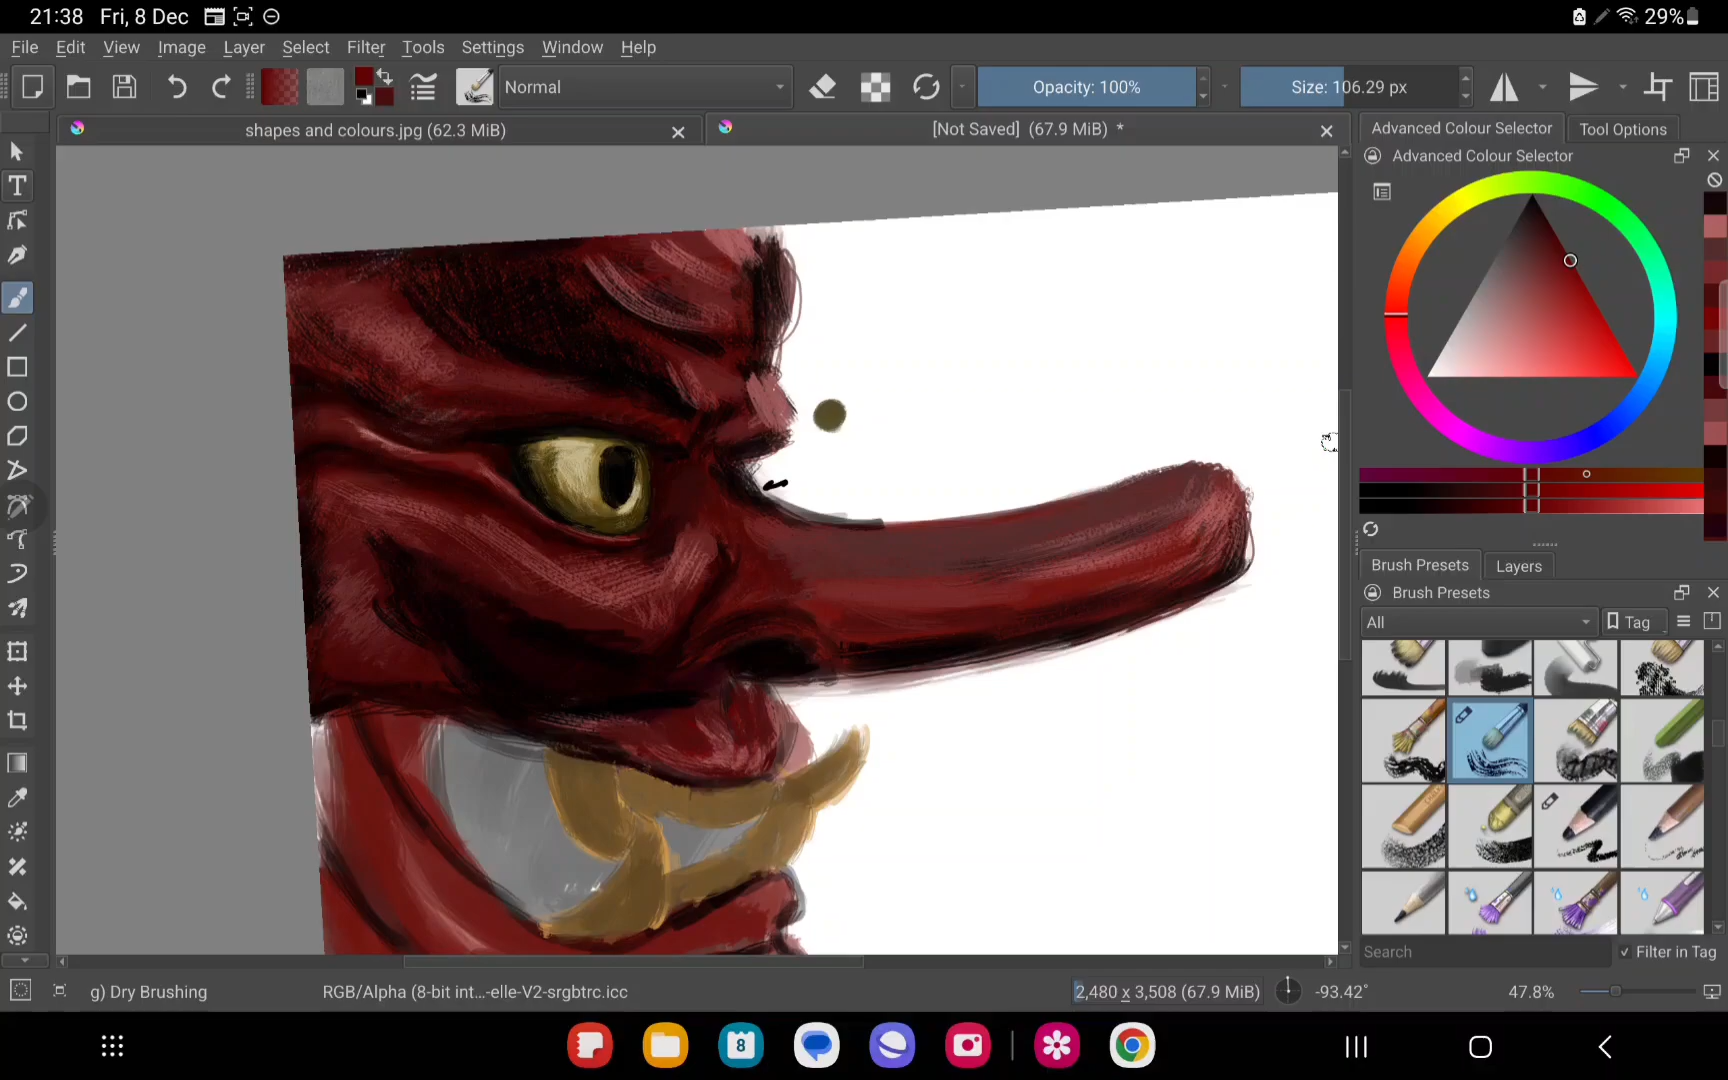 21:38 Fri, 8 Dec
29%
File Edit View Image Layer Select Filter Tools Settings Window Help
Normal
Opacity: 100%
Size: 106.29 px
shapes and colours.jpg (62.3 MiB)
[Not Saved] (67.9 MiB) *
Advanced Colour Selector
Tool Options
Advanced Colour Selector
Brush Presets
Layers
Brush Presets
All
Tag
Search
Filter in Tag
g) Dry Brushing
RGB/Alpha (8-bit int...-elle-V2-srgbtrc.icc
2,480 x 3,508 (67.9 MiB)
-93.42°
47.8%
8